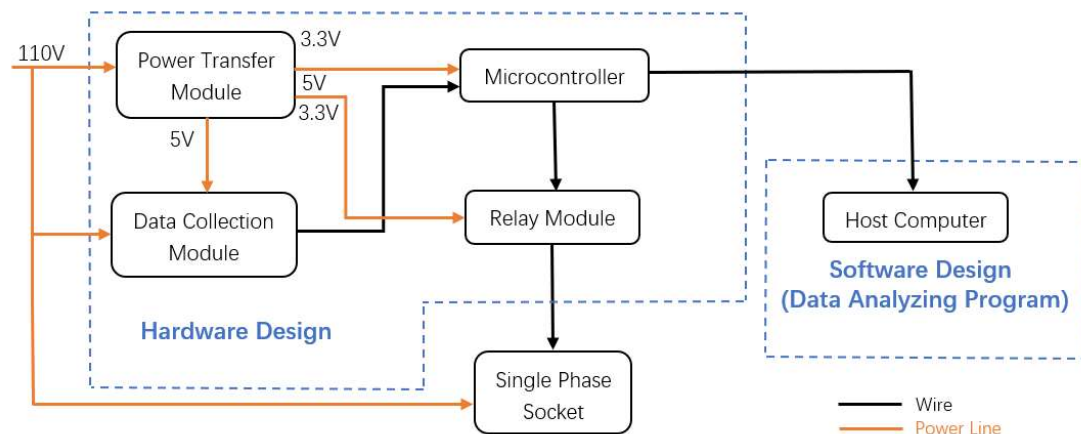 110V
Power Transfer
Module
3.3V
5V
3.3V
Microcontroller
5V
Data Collection
Module
Relay Module
Host Computer
Hardware Design
Software Design
(Data Analyzing Program)
Single Phase
Socket
Wire
Power Line